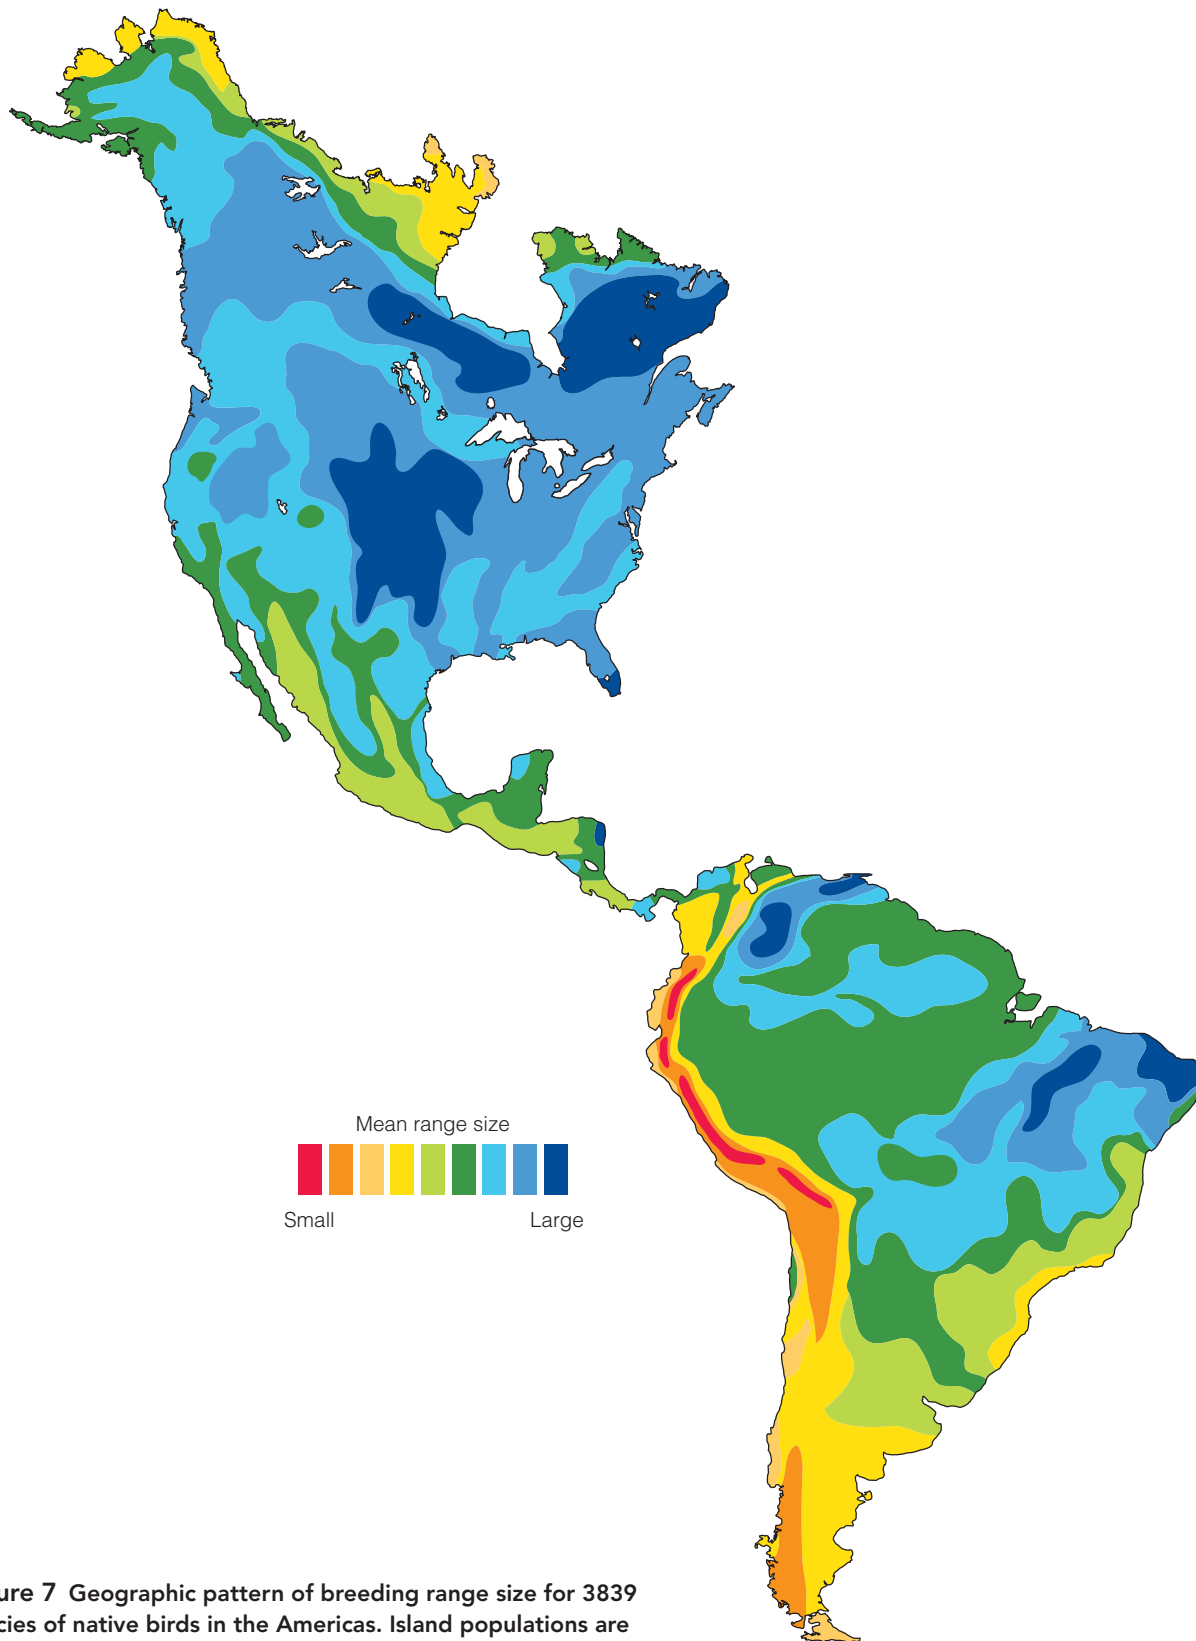 Mean range size
Small Large
ure 7 Geographic pattern of breeding range size for 3839
cies of native birds in the Americas. Island populations are